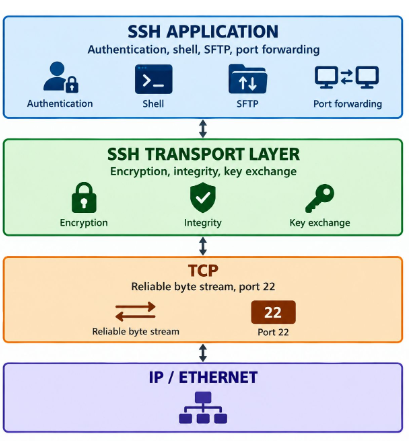 SSH APPLICATION
Authentication, shell, SFTP, port forwarding
Authentication
Shell
SFTP
Port forwarding
SSH TRANSPORT LAYER
Encryption, integrity, key exchange
Encryption
Integrity
Key exchange
TCP
Reliable byte stream, port 22
22
Reliable byte stream
Port 22
IP / ETHERNET